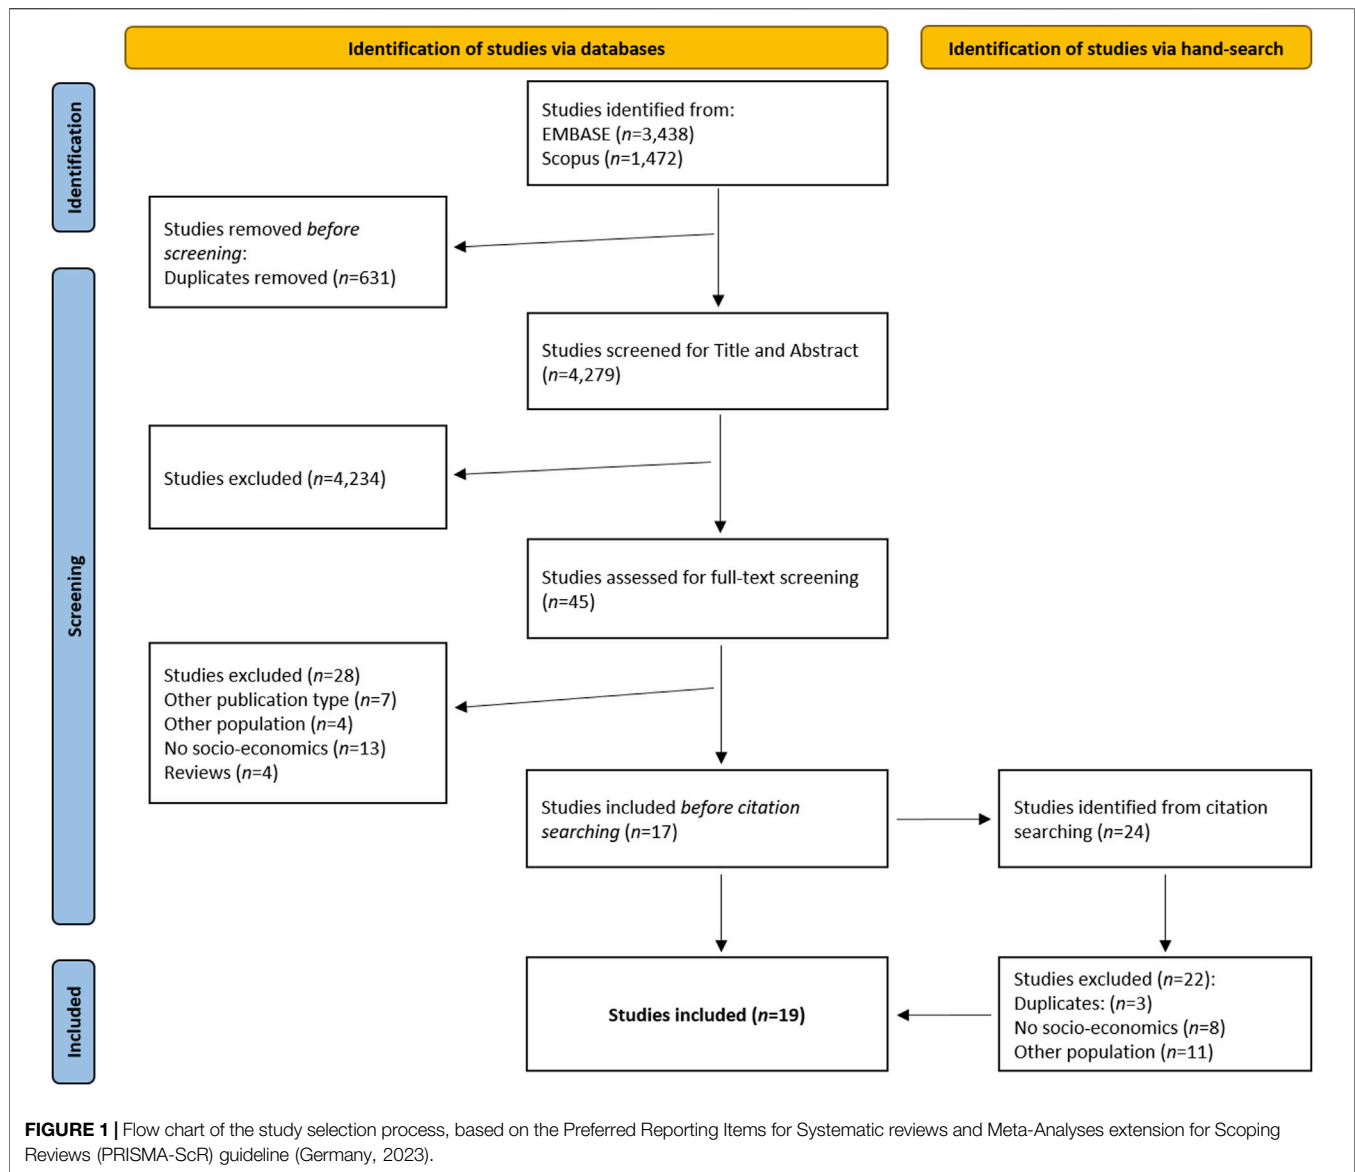 Identification of studies via databases
Identification of studies via hand-search
Identification
Studies identified from:
EMBASE (n=3,438)
Scopus (n=1,472)
Studies removed before
screening:
Duplicates removed (n=631)
Screening
Studies screened for Title and Abstract
(n=4,279)
Studies excluded (n=4,234)
Studies assessed for full-text screening
(n=45)
Studies excluded (n=28)
Other publication type (n=7)
Other population (n=4)
No socio-economics (n=13)
Reviews (n=4)
Studies included before citation
searching (n=17)
Studies identified from citation
searching (n=24)
Included
Studies included (n=19)
Studies excluded (n=22):
Duplicates: (n=3)
No socio-economics (n=8)
Other population (n=11)
FIGURE 1 | Flow chart of the study selection process, based on the Preferred Reporting Items for Systematic reviews and Meta-Analyses extension for Scoping
Reviews (PRISMA-ScR) guideline (Germany, 2023).